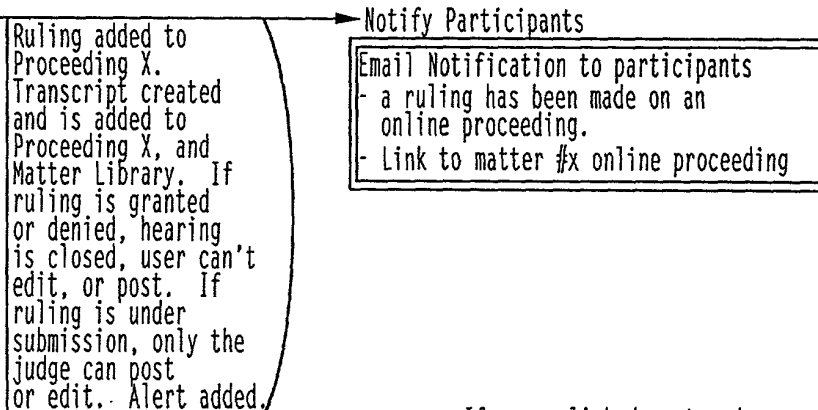 Notify Participants
Ruling added to
Proceeding X.
Transcript created
and is added to
Proceeding X, and
Matter Library. If
ruling is granted
or denied, hearing
is closed, user can't
edit, or post. If
ruling is under
submission, only the
judge can post
or edit. Alert added.
Email Notification to participants
- a ruling has been made on an
online proceeding.
- Link to matter #x online proceeding